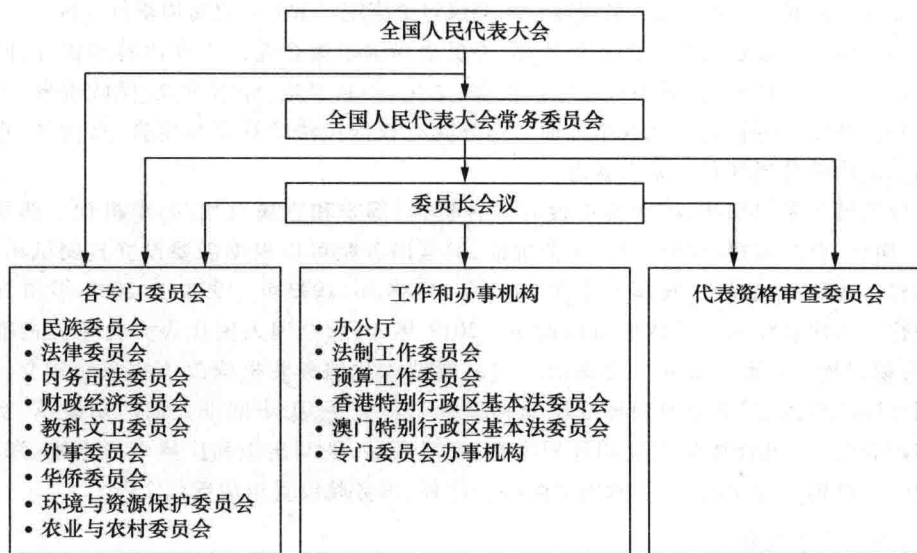 全国人民代表大会
全国人民代表大会常务委员会
委员长会议
各专门委员会
• 民族委员会
• 法律委员会
• 内务司法委员会
• 财政经济委员会
• 教科文卫委员会
• 外事委员会
• 华侨委员会
• 环境与资源保护委员会
• 农业与农村委员会
工作和办事机构
• 办公厅
• 法制工作委员会
• 预算工作委员会
• 香港特别行政区基本法委员会
• 澳门特别行政区基本法委员会
• 专门委员会办事机构
代表资格审查委员会